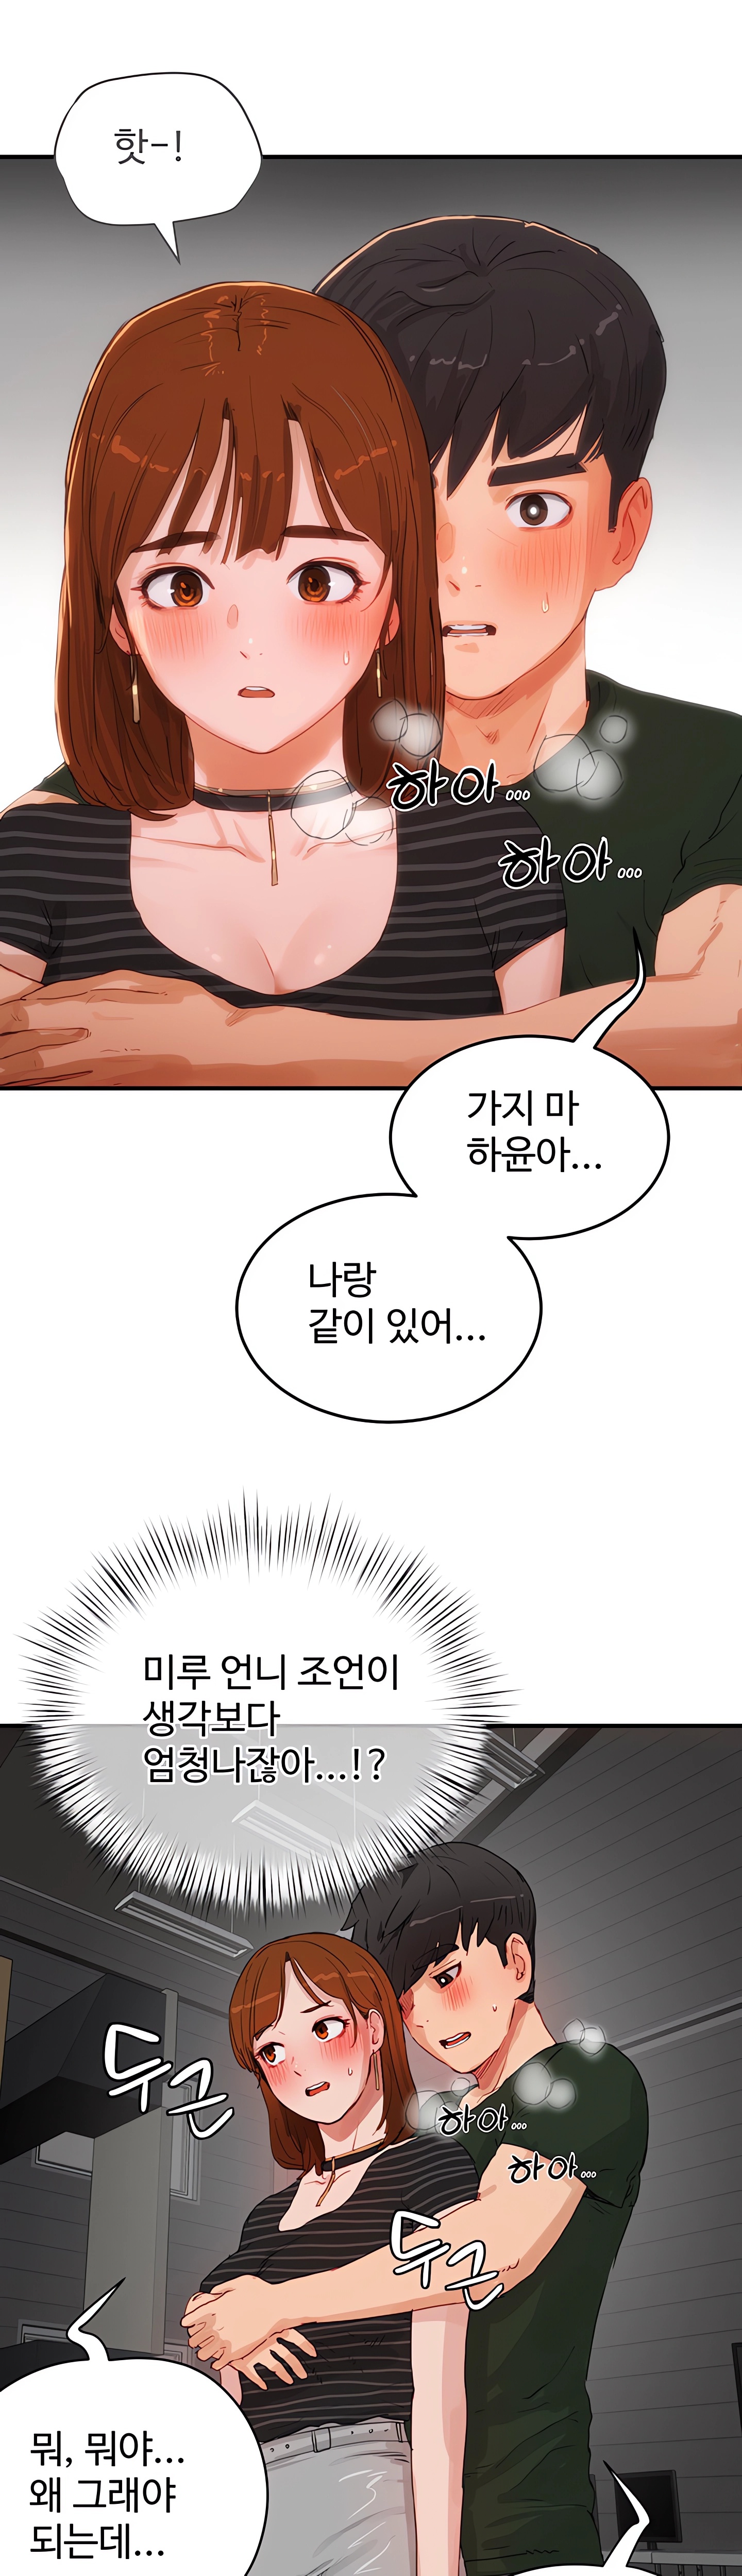 핫-!
하아...
하아...
가지 마
하윤아...
나랑
같이 있어...
미루 언니 조언이
생각보다
엄청나잖아...!?
두근
하아...
하아...
두근
뭐, 뭐야...
왜 그래야
되는데...